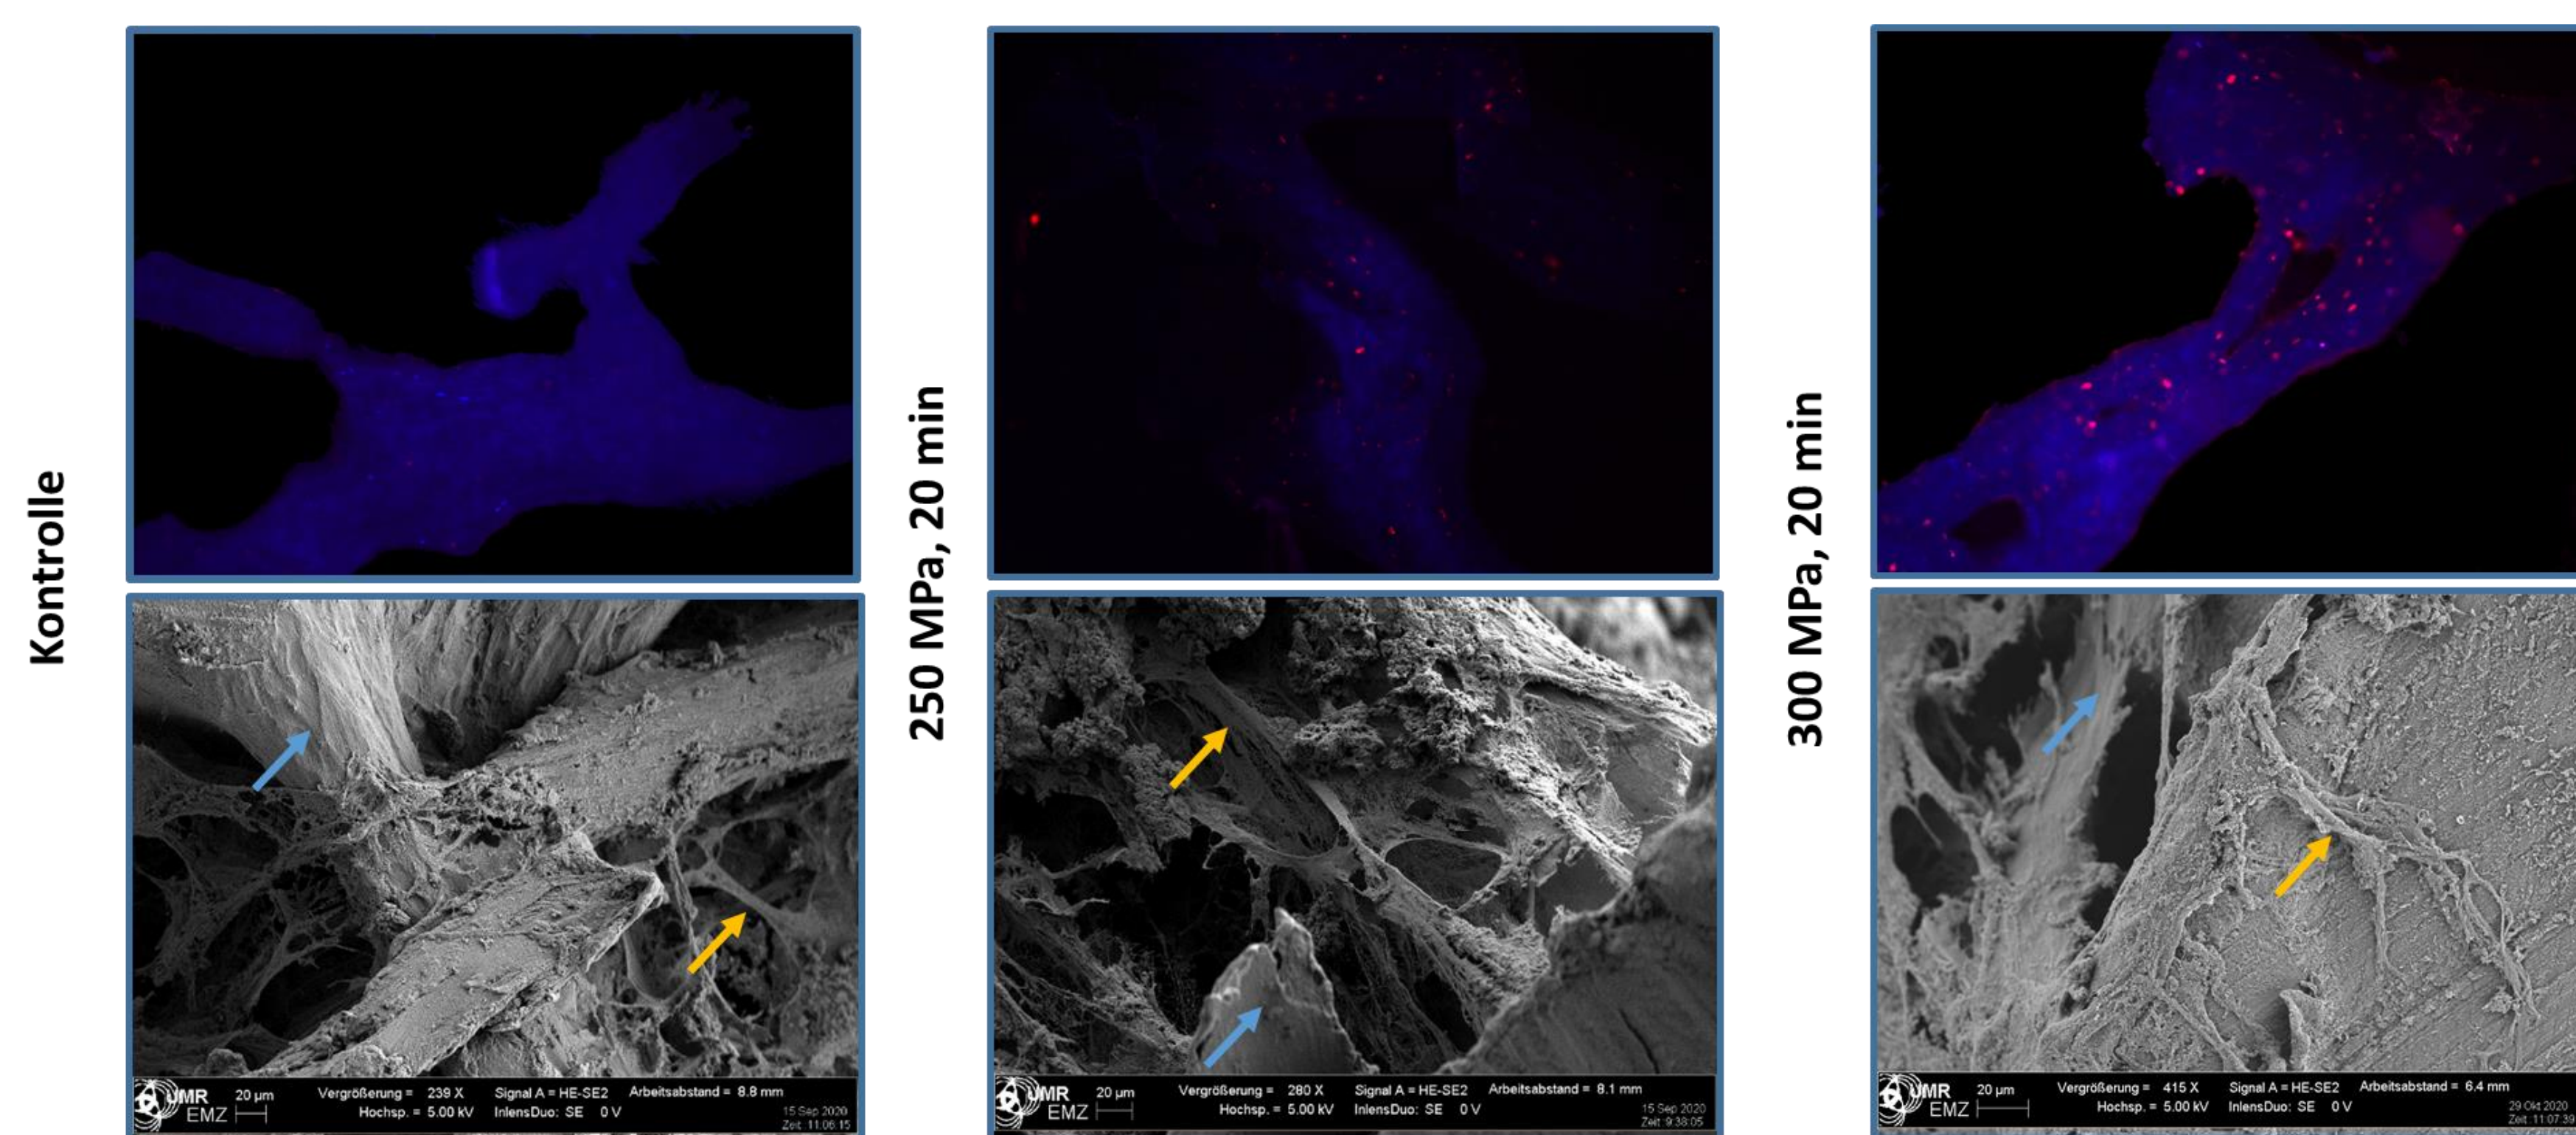 Kontrolle
250 MPa, 20 min
300 MPa, 20 min
UMR
EMZ
20 µm
Vergrößerung = 239 X
Signal A = HE-SE2
Arbeitsabstand = 8.8 mm
Hochsp. = 5.00 kV
InlensDuo: SE 0 V
15 Sep 2020
Zeit :11:06:15
UMR
EMZ
20 µm
Vergrößerung = 280 X
Signal A = HE-SE2
Arbeitsabstand = 8.1 mm
Hochsp. = 5.00 kV
InlensDuo: SE 0 V
15 Sep 2020
Zeit :9:38:05
UMR
EMZ
20 µm
Vergrößerung = 415 X
Signal A = HE-SE2
Arbeitsabstand = 6.4 mm
Hochsp. = 5.00 kV
InlensDuo: SE 0 V
29 Okt 2020
Zeit :11:07:39